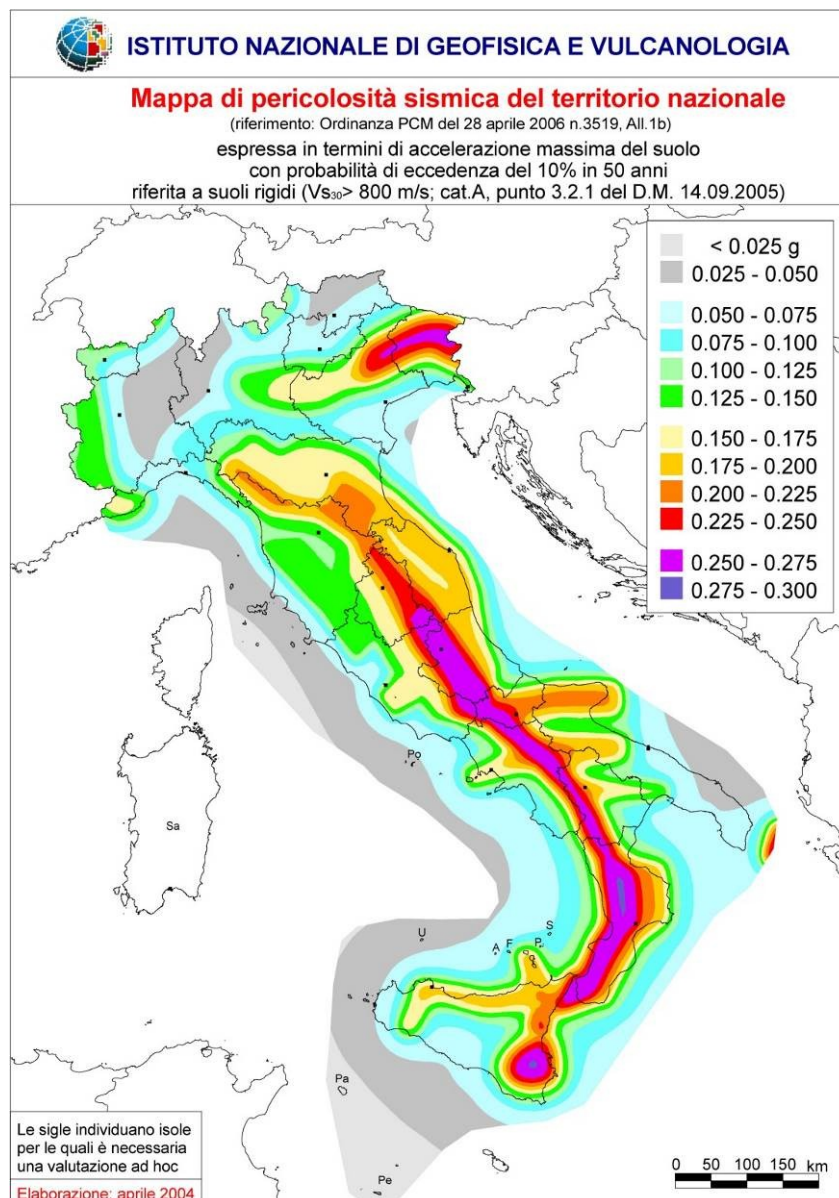 ISTITUTO NAZIONALE DI GEOFISICA E VULCANOLOGIA
Mappa di pericolosità sismica del territorio nazionale
(riferimento: Ordinanza PCM del 28 aprile 2006 n.3519, All.1b)
espressa in termini di accelerazione massima del suolo
con probabilità di eccedenza del 10% in 50 anni
riferita a suoli rigidi (Vs30> 800 m/s; cat.A, punto 3.2.1 del D.M. 14.09.2005)
< 0.025 g
0.025 - 0.050
0.050 - 0.075
0.075 - 0.100
0.100 - 0.125
0.125 - 0.150
0.150 - 0.175
0.175 - 0.200
0.200 - 0.225
0.225 - 0.250
0.250 - 0.275
0.275 - 0.300
Po
Sa
U
A
F
P
S
Pa
Pe
Le sigle individuano isole
per le quali è necessaria
una valutazione ad hoc
Elaborazione: aprile 2004
0 50 100 150 km